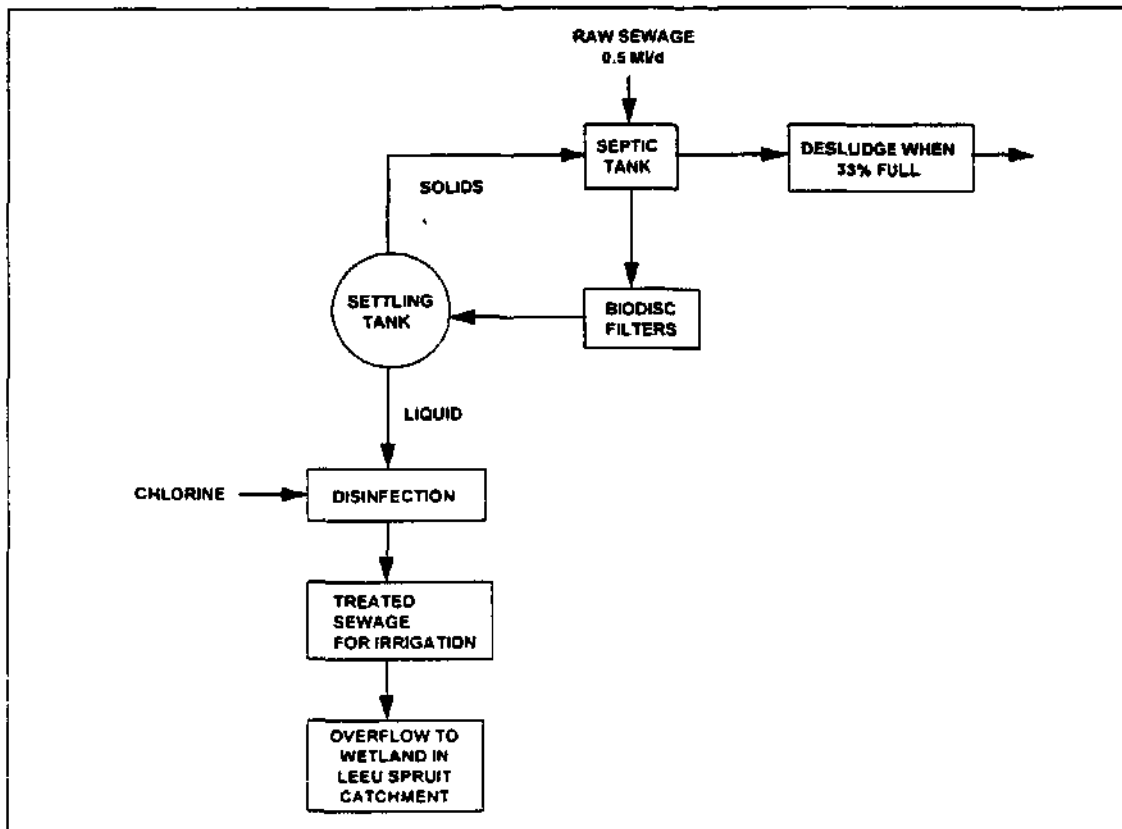 RAW SEWAGE
0.5 Ml/d
SEPTIC
TANK
DESLUDGE WHEN
33% FULL
SOLIDS
SETTLING
TANK
BIODISC
FILTERS
LIQUID
CHLORINE
DISINFECTION
TREATED
SEWAGE
FOR IRRIGATION
OVERFLOW TO
WETLAND IN
LEEU SPRUIT
CATCHMENT